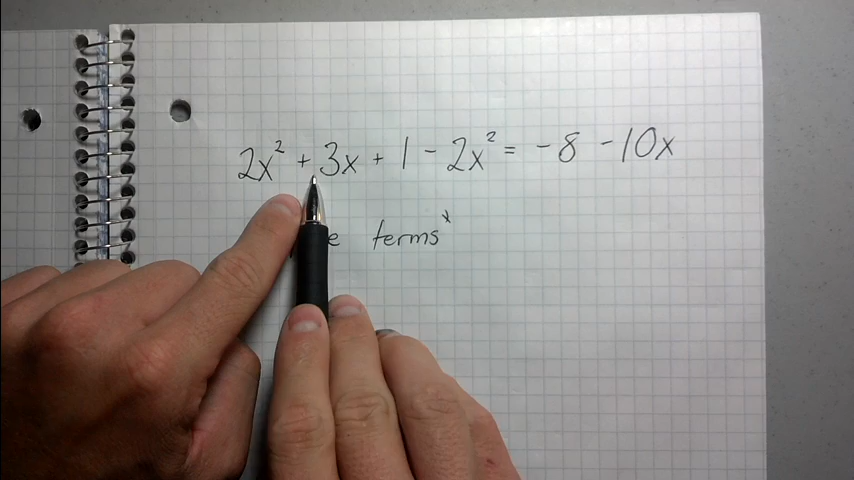 2x² + 3x + 1 - 2x² = -8 - 10x
terms*